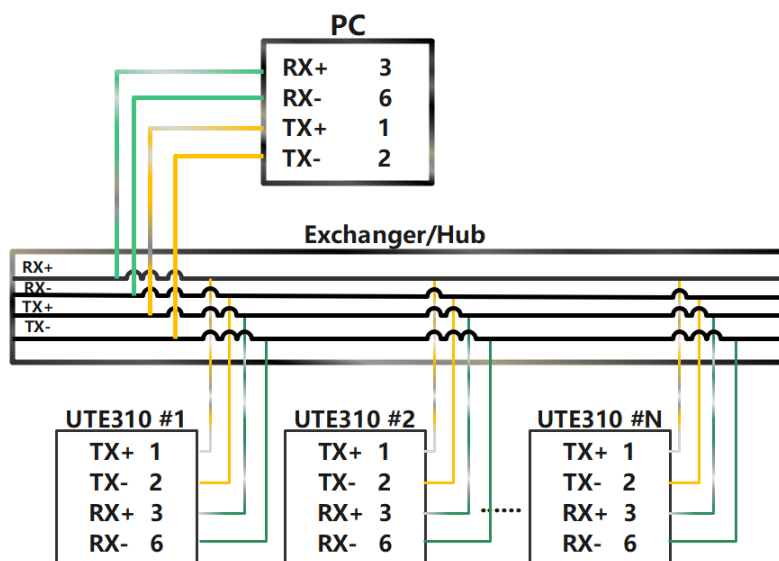 PC
RX+ 3
RX- 6
TX+ 1
TX- 2
Exchanger/Hub
RX+
RX-
TX+
TX-
UTE310 #1
TX+ 1
TX- 2
RX+ 3
RX- 6
UTE310 #2
TX+ 1
TX- 2
RX+ 3
RX- 6
......
UTE310 #N
TX+ 1
TX- 2
RX+ 3
RX- 6